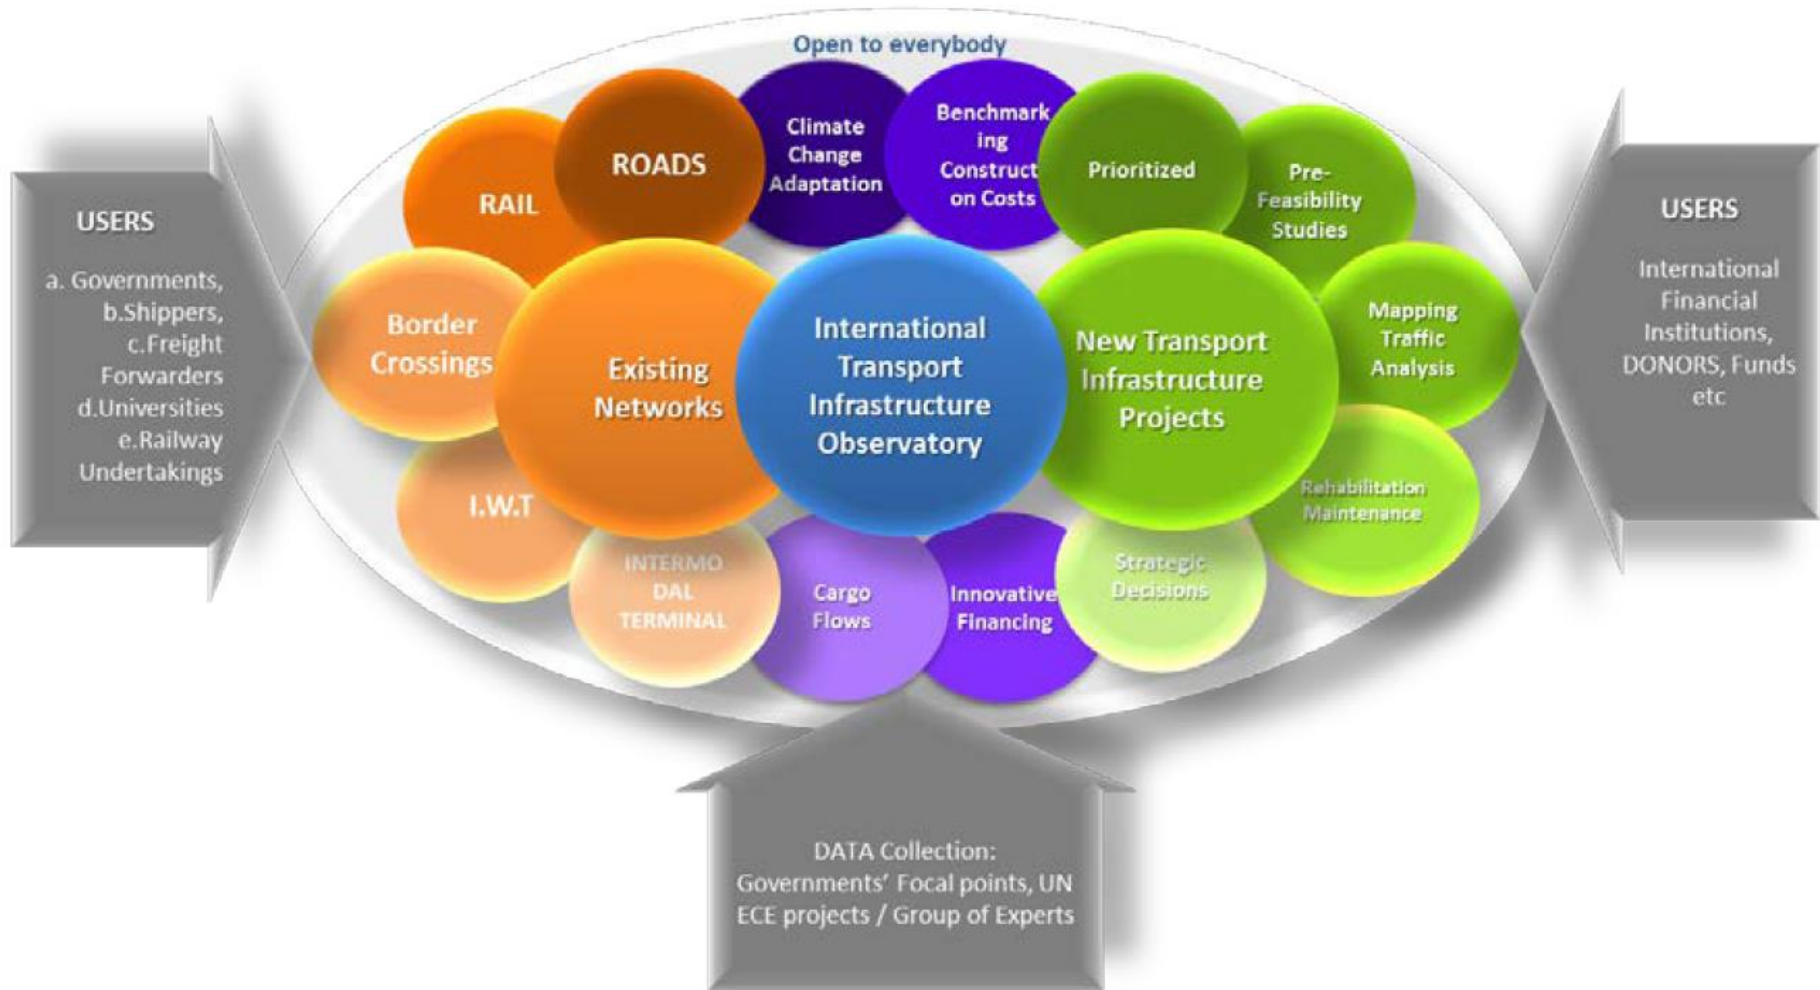 Open to everybody
USERS
a. Governments,
b.Shippers,
c.Freight
Forwarders
d.Universities
e.Railway
Undertakings
RAIL
ROADS
Climate
Change
Adaptation
Benchmark
ing
Constructi
on Costs
Prioritized
Pre-
Feasibility
Studies
Border
Crossings
Existing
Networks
International
Transport
Infrastructure
Observatory
New Transport
Infrastructure
Projects
Mapping
Traffic
Analysis
I.W.T
INTERMO
DAL
TERMINAL
Cargo
Flows
Innovative
Financing
Strategic
Decisions
Rehabilitation
Maintenance
USERS
International
Financial
Institutions,
DONORS, Funds
etc
DATA Collection:
Governments’ Focal points, UN
ECE projects / Group of Experts